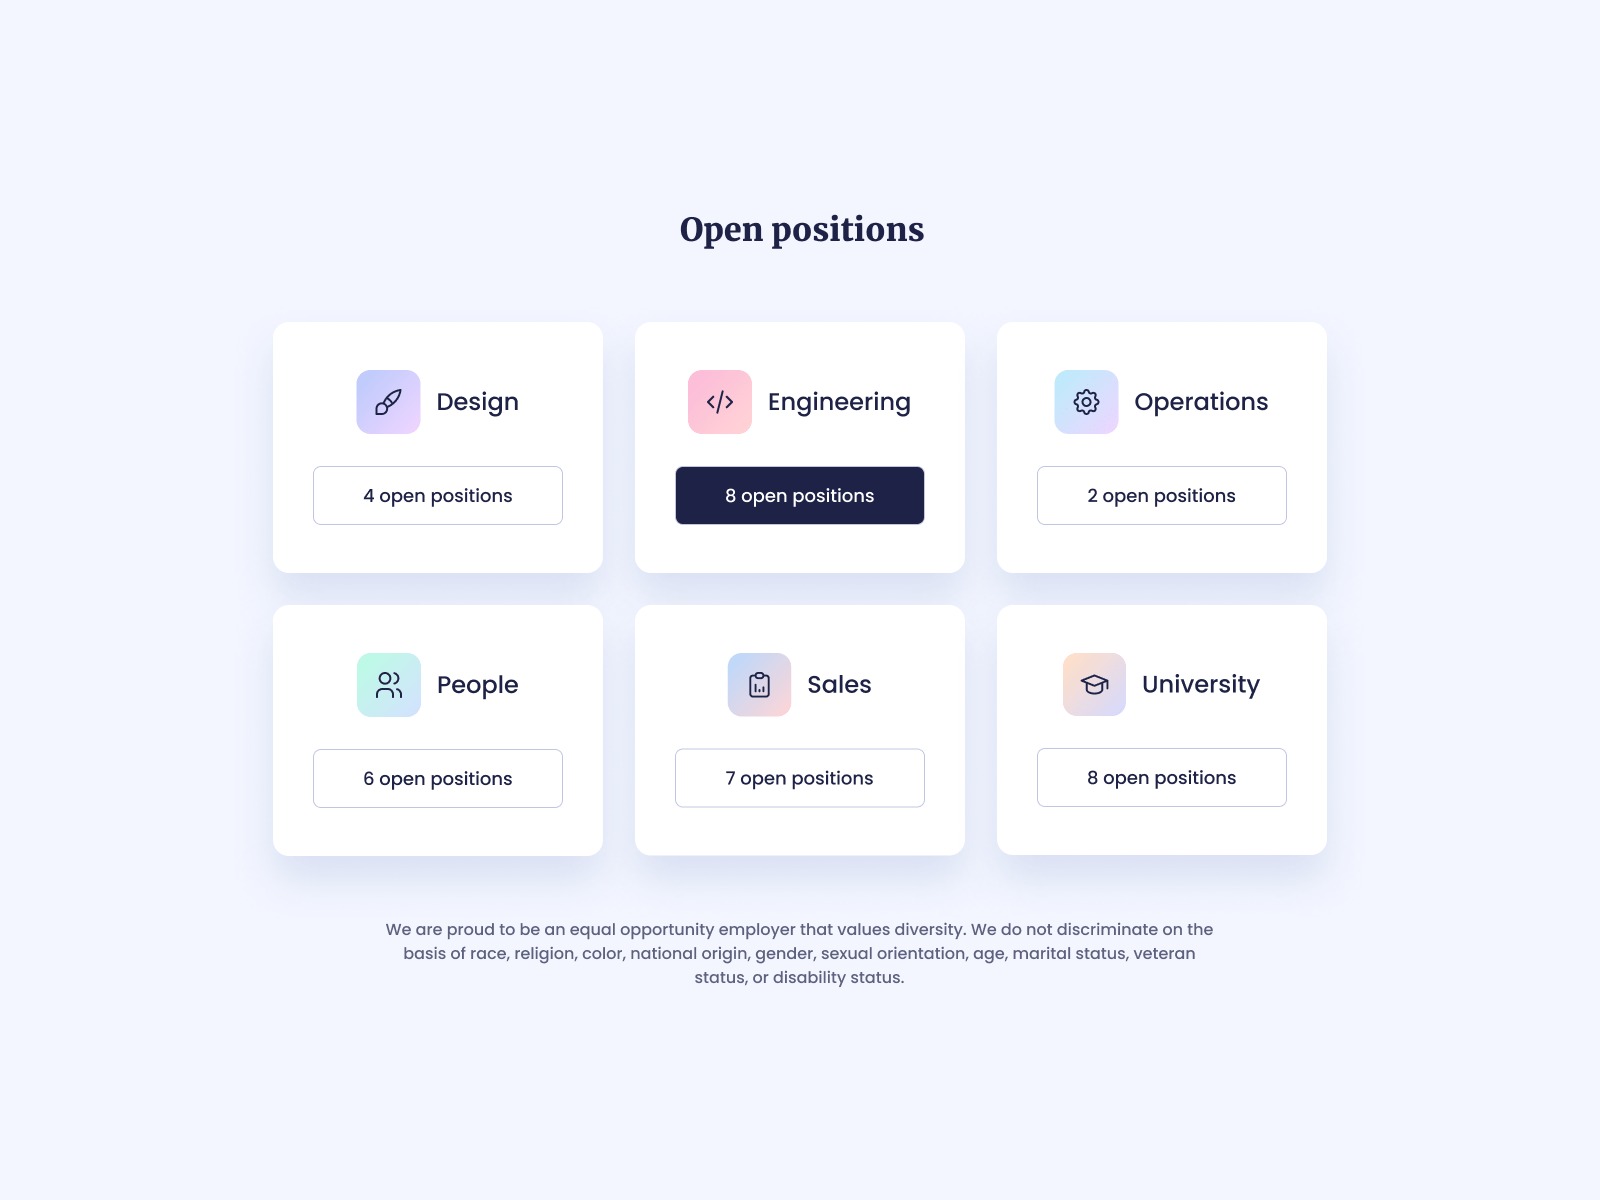 Open positions
Design
4 open positions
Engineering
8 open positions
Operations
2 open positions
People
6 open positions
Sales
7 open positions
University
8 open positions
We are proud to be an equal opportunity employer that values diversity. We do not discriminate on the
basis of race, religion, color, national origin, gender, sexual orientation, age, marital status, veteran
status, or disability status.